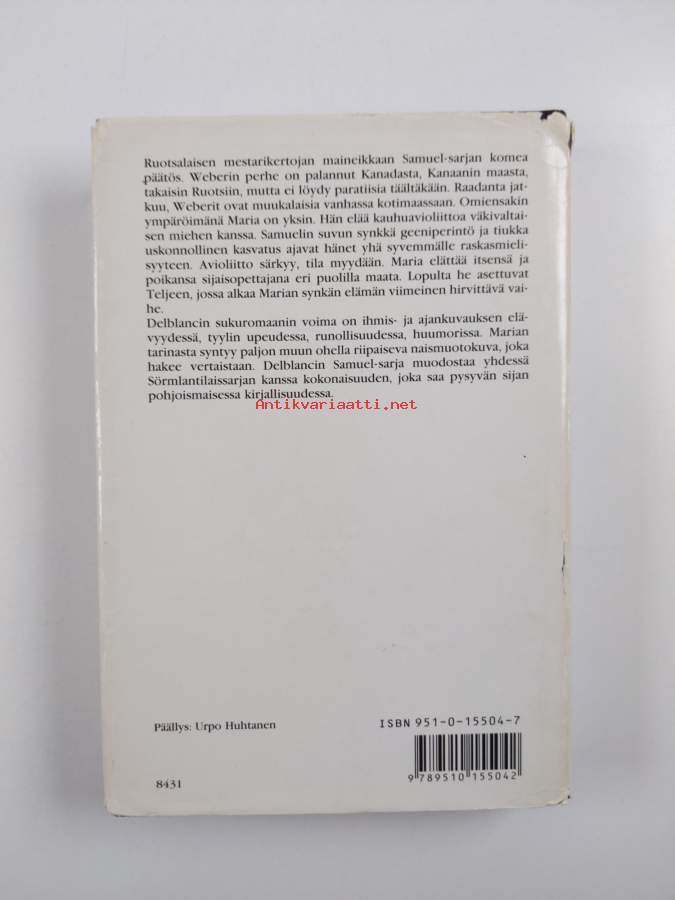 Ruotsalaisen mestarikertojan maineikkaan Samuel-sarjan komea
päätös. Weberin perhe on palannut Kanadasta, Kanaanin maasta,
takaisin Ruotsiin, mutta ei löydy paratiisia täältäkään. Raadanta jat-
kuu, Weberit ovat muukalaisia vanhassa kotimaassaan. Omiensakin
ympäröimänä Maria on yksin. Hän elää kauhuavioliittoa väkivaltai-
sen miehen kanssa. Samuelin suvun synkkä geeniperintö ja tiukka
uskonnollinen kasvatus ajavat hänet yhä syvemmälle raskasmieli-
syyteen. Avioliitto särkyy, tila myydään. Maria elättää itsensä ja
poikansa sijaisopettajana eri puolilla maata. Lopulta he asettuvat
Teljeen, jossa alkaa Marian synkän elämän viimeinen hirvittävä vai-
he.
Delblancin sukuromaanin voima on ihmis- ja ajankuvauksen elä-
vyydessä, tyylin upeudessa, runollisuudessa, huumorissa. Marian
tarinasta syntyy paljon muun ohella riipaiseva naismuotokuva, joka
hakee vertaistaan. Delblancin Samuel-sarja muodostaa yhdessä
Sörmlantilaissarjan kanssa kokonaisuuden, joka saa pysyvän sijan
pohjoismaisessa kirjallisuudessa.
Antikvariaatti.net
Päällys: Urpo Huhtanen
ISBN 951-0-15504-7
9 789510 155042
8431